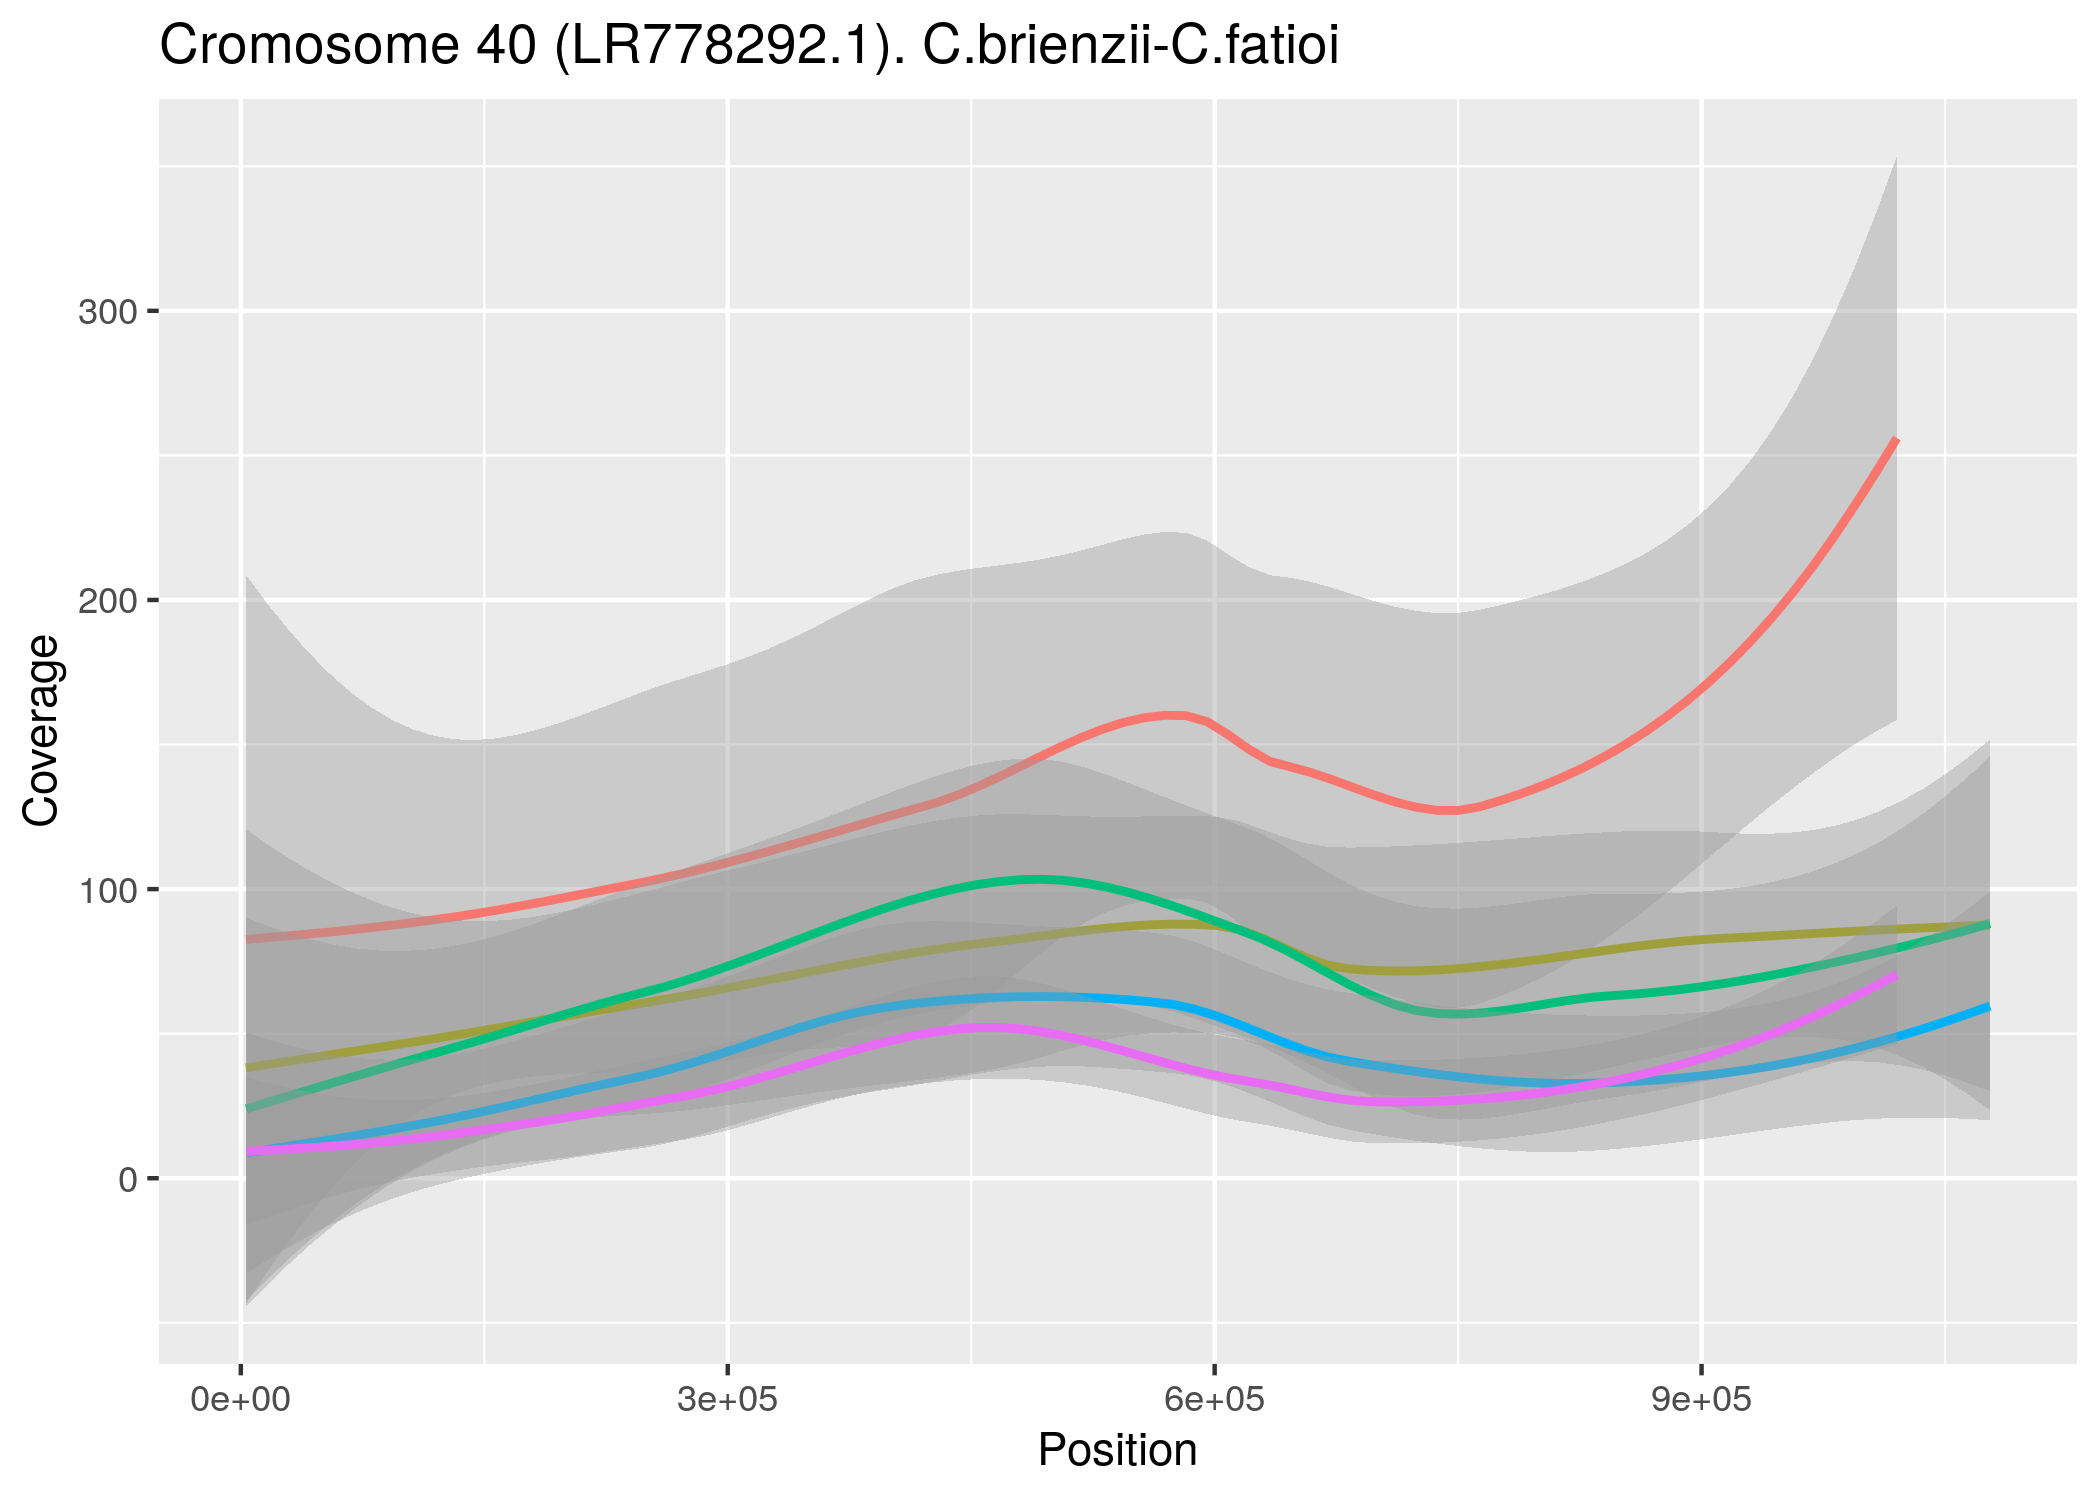 Cromosome 40 (LR778292.1). C.brienzii-C.fatioi
300
200
100
0
Coverage
0e+00 3e+05 6e+05 9e+05
Position